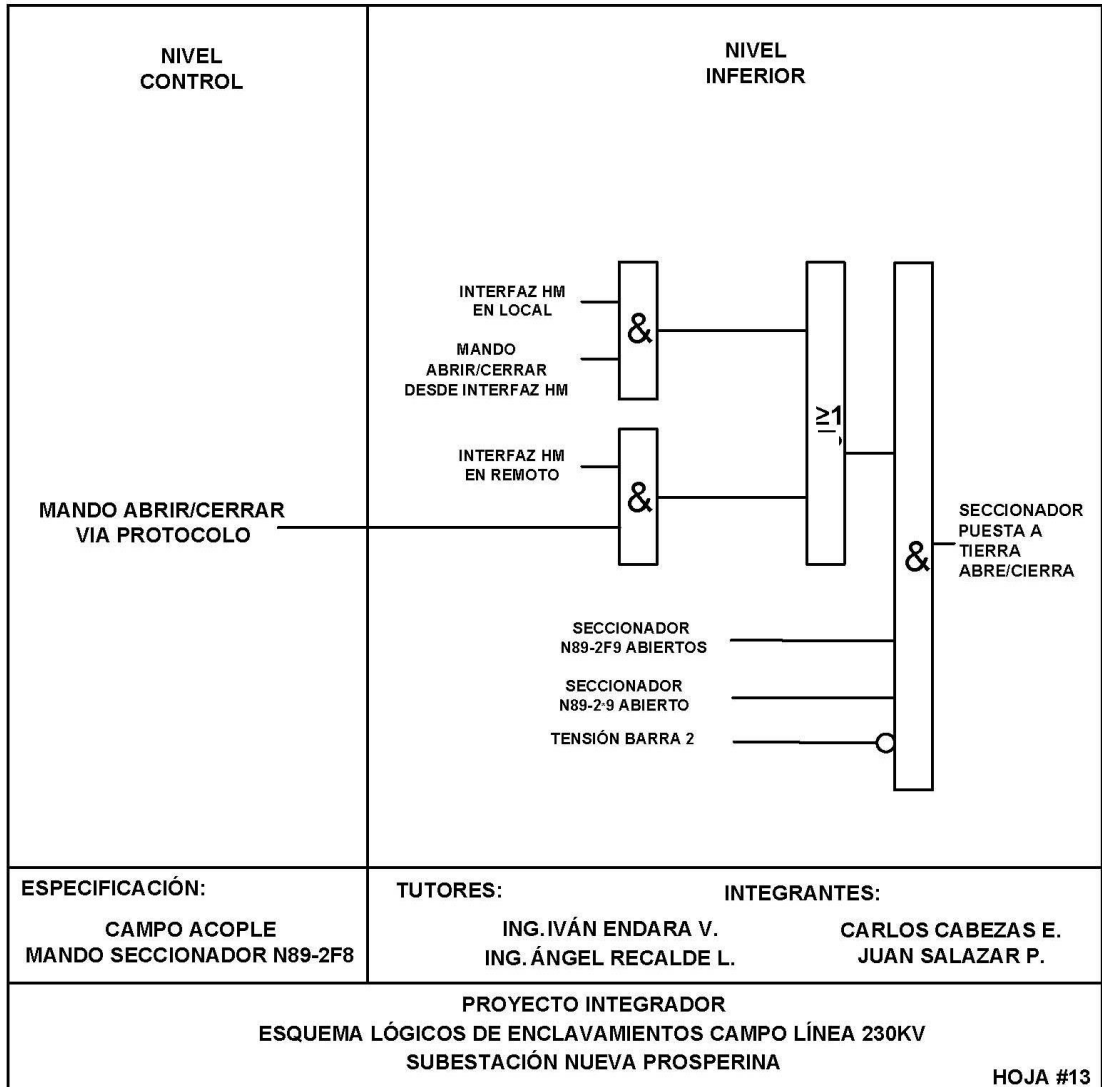 NIVEL
CONTROL
NIVEL
INFERIOR
INTERFAZ HM
EN LOCAL
&
MANDO
ABRIR/CERRAR
DESDE INTERFAZ HM
≥1
INTERFAZ HM
EN REMOTO
&
MANDO ABRIR/CERRAR
VIA PROTOCOLO
&
SECCIONADOR
PUESTA A
TIERRA
ABRE/CIERRA
SECCIONADOR
N89-2F9 ABIERTOS
SECCIONADOR
N89-2*9 ABIERTO
TENSIÓN BARRA 2
ESPECIFICACIÓN:
CAMPO ACOPLE
MANDO SECCIONADOR N89-2F8
TUTORES:
ING.IVÁN ENDARA V.
ING. ÁNGEL RECALDE L.
INTEGRANTES:
CARLOS CABEZAS E.
JUAN SALAZAR P.
PROYECTO INTEGRADOR
ESQUEMA LÓGICOS DE ENCLAVAMIENTOS CAMPO LÍNEA 230KV
SUBESTACIÓN NUEVA PROSPERINA
HOJA #13